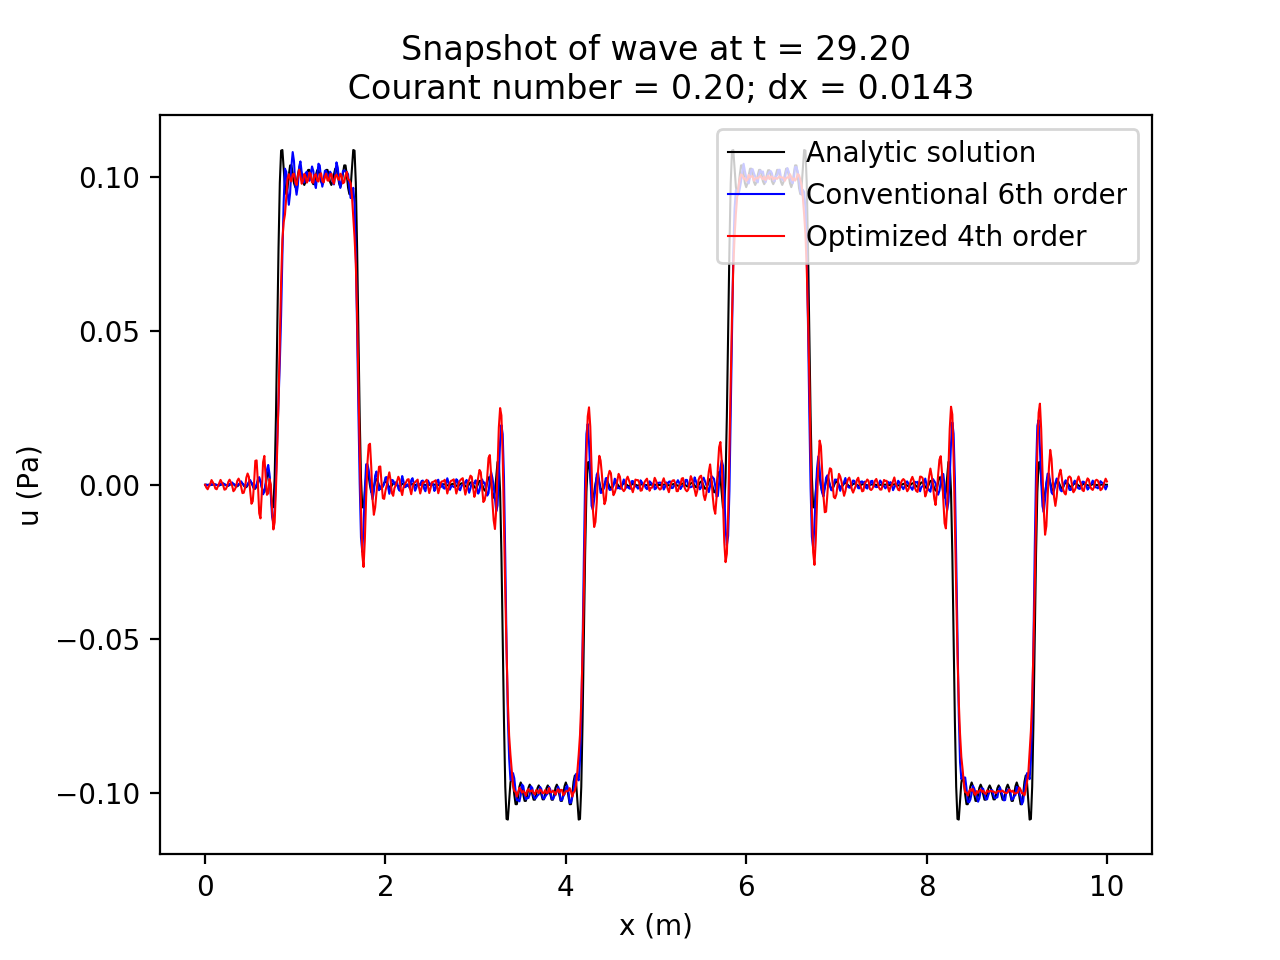 Snapshot of wave at t = 29.20
Courant number = 0.20; dx = 0.0143
Analytic solution
Conventional 6th order
Optimized 4th order
0.10
0.05
0.00
−0.05
−0.10
u (Pa)
0 2 4 6 8 10
x (m)